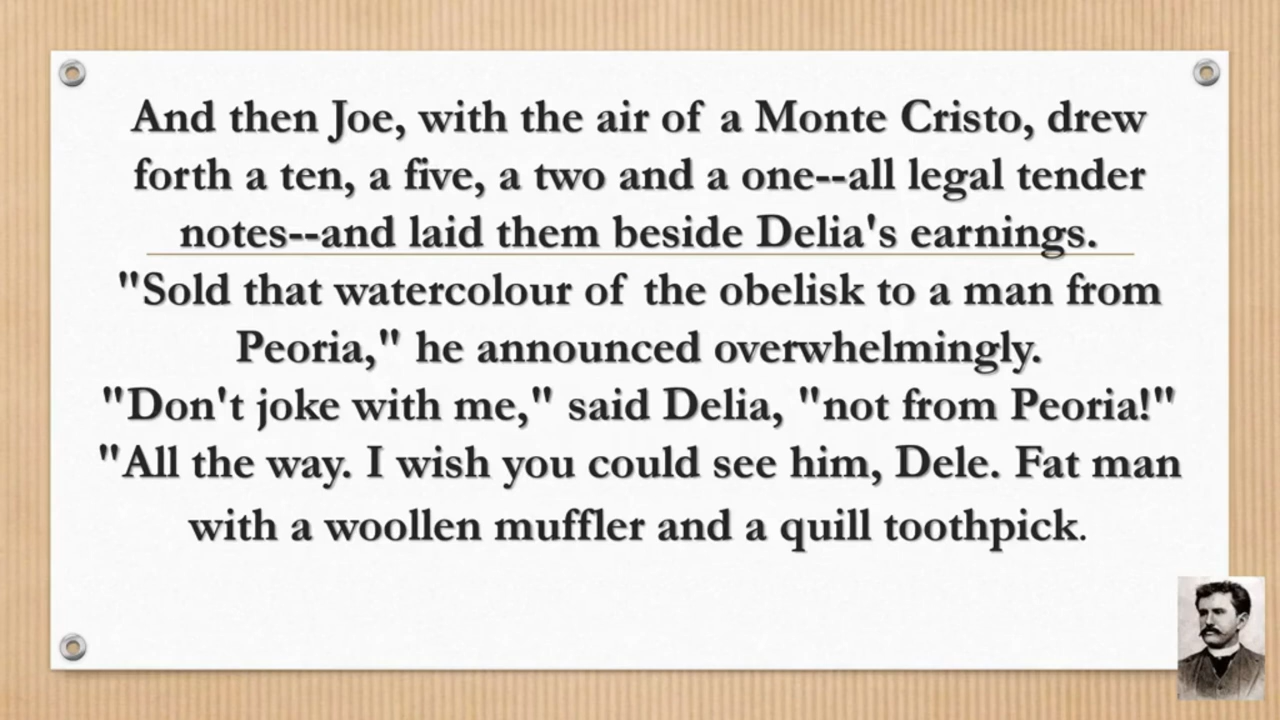 And then Joe, with the air of a Monte Cristo, drew
forth a ten, a five, a two and a one--all legal tender
notes--and laid them beside Delia's earnings.
"Sold that watercolour of the obelisk to a man from
Peoria," he announced overwhelmingly.
"Don't joke with me," said Delia, "not from Peoria!"
"All the way. I wish you could see him, Dele. Fat man
with a woollen muffler and a quill toothpick.